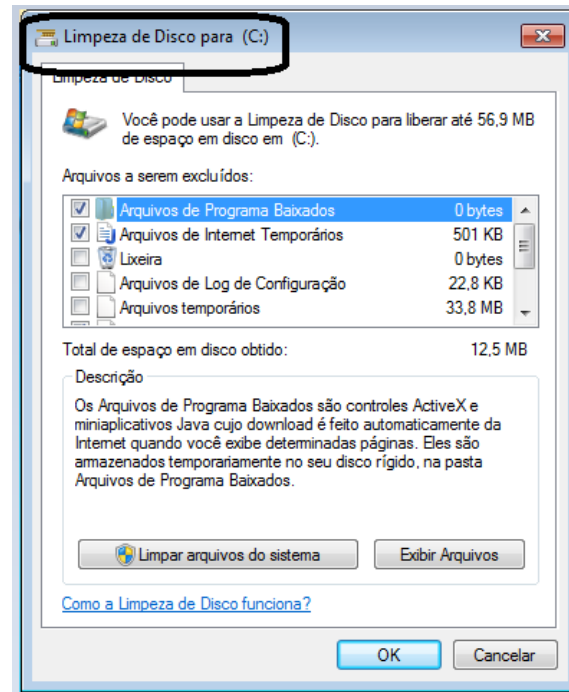 Limpeza de Disco para (C:)
Limpeza de Disco
Você pode usar a Limpeza de Disco para liberar até 56,9 MB
de espaço em disco em (C:).
Arquivos a serem excluídos:
Arquivos de Programa Baixados 0 bytes
Arquivos de Internet Temporários 501 KB
Lixeira 0 bytes
Arquivos de Log de Configuração 22,8 KB
Arquivos temporários 33,8 MB
Total de espaço em disco obtido: 12,5 MB
Descrição
Os Arquivos de Programa Baixados são controles ActiveX e
miniaplicativos Java cujo download é feito automaticamente da
Internet quando você exibe determinadas páginas. Eles são
armazenados temporariamente no seu disco rígido, na pasta
Arquivos de Programa Baixados.
Limpar arquivos do sistema Exibir Arquivos
Como a Limpeza de Disco funciona?
OK Cancelar